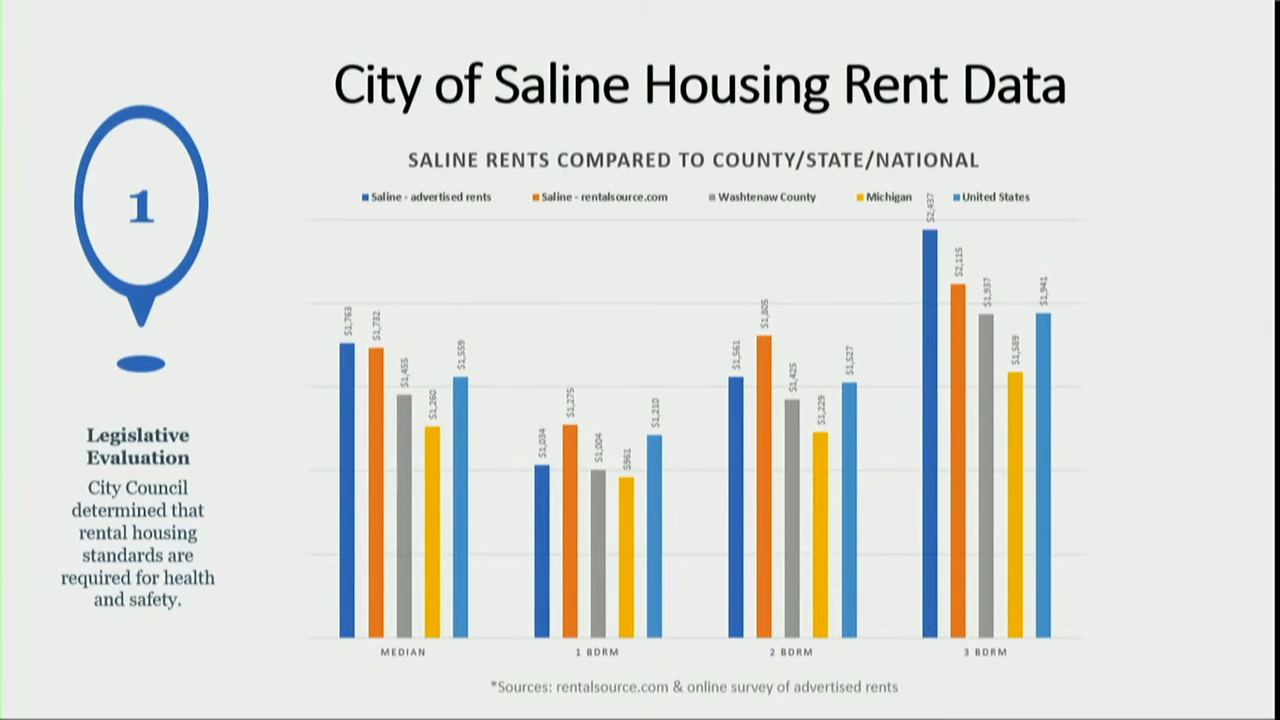 City of Saline Housing Rent Data
SALINE RENTS COMPARED TO COUNTY/STATE/NATIONAL
Saline - advertised rents Saline - rentalsource.com Washtenaw County Michigan United States
1
Legislative
Evaluation
City Council
determined that
rental housing
standards are
required for health
and safety.
$1,763
$1,732
$1,455
$1,260
$1,559
$1,034
$1,275
$1,004
$961
$1,210
$1,561
$1,805
$1,425
$1,229
$1,527
$2,437
$2,115
$1,937
$1,589
$1,941
MEDIAN 1 BDRM 2 BDRM 3 BDRM
*Sources: rentalsource.com & online survey of advertised rents